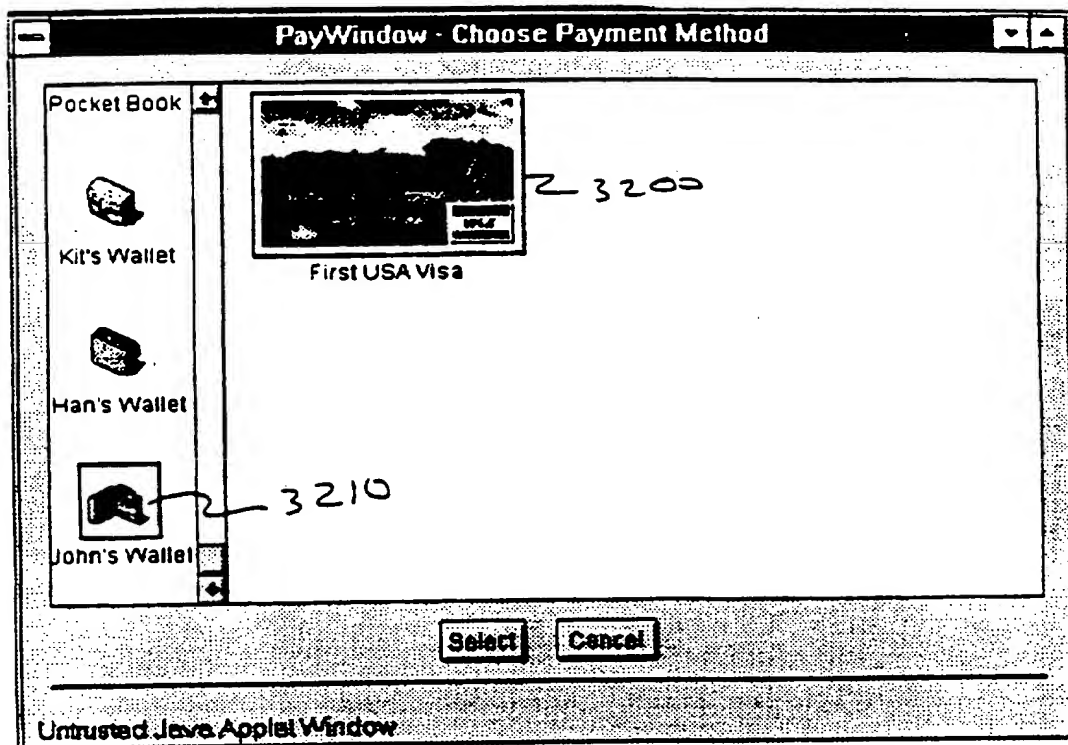 PayWindow - Choose Payment Method
Pocket Book
Kit's Wallet
Han's Wallet
John's Wallet
3200
First USA Visa
3210
Select
Cancel
Untrusted Java Applet Window